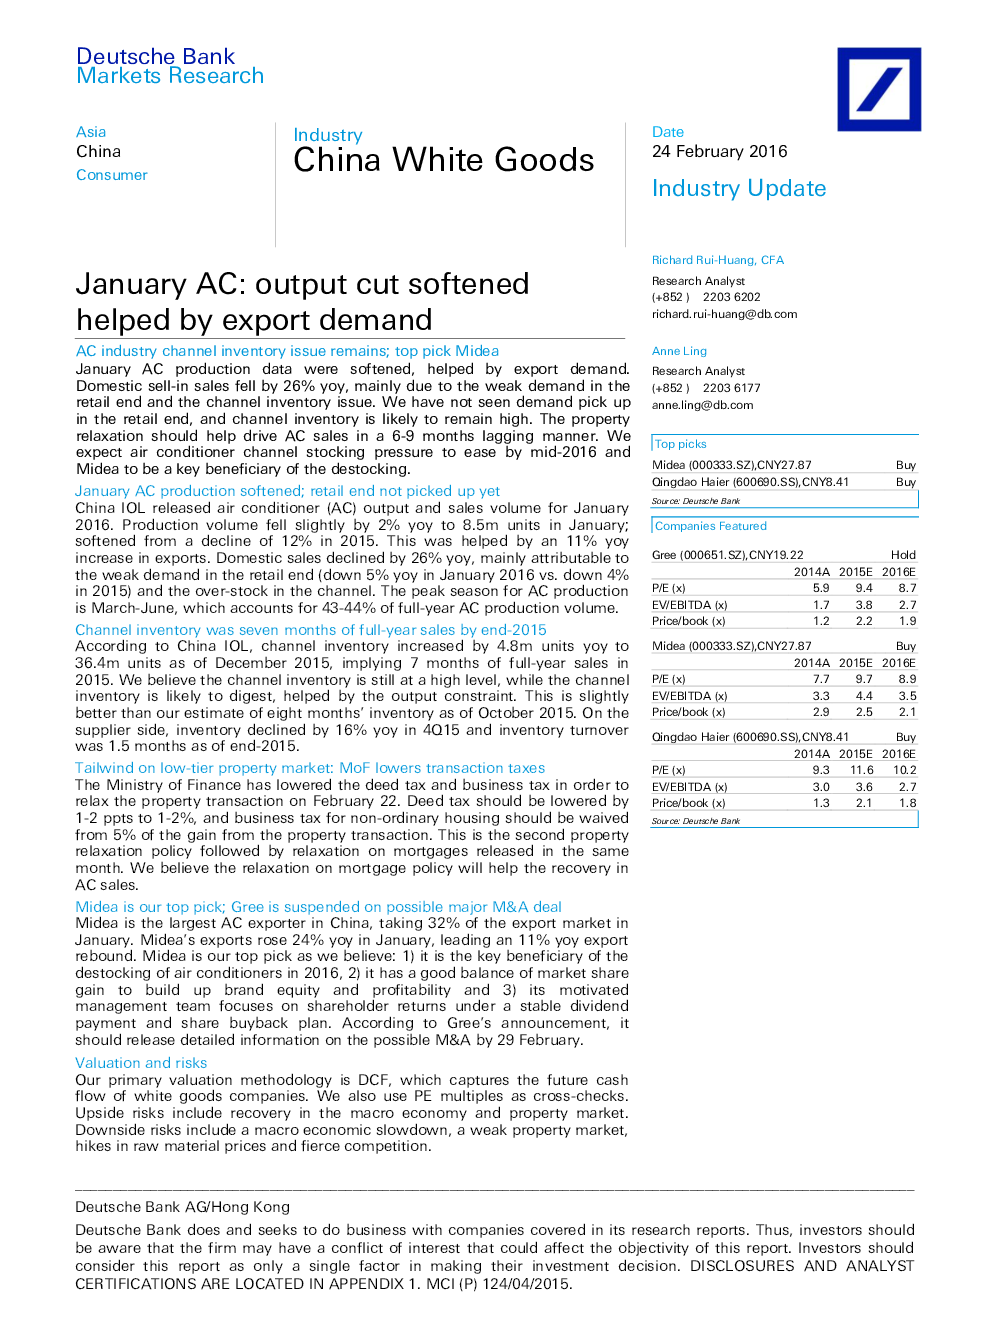 Deutsche Bank
Markets Research
Asia
China
Consumer
Industry
China White Goods
Date
24 February 2016
Industry Update
January AC: output cut softened
helped by export demand
AC industry channel inventory issue remains; top pick Midea
January AC production data were softened, helped by export demand.
Domestic sell-in sales fell by 26% yoy, mainly due to the weak demand in the
retail end and the channel inventory issue. We have not seen demand pick up
in the retail end, and channel inventory is likely to remain high. The property
relaxation should help drive AC sales in a 6-9 months lagging manner. We
expect air conditioner channel stocking pressure to ease by mid-2016 and
Midea to be a key beneficiary of the destocking.
January AC production softened; retail end not picked up yet
China IOL released air conditioner (AC) output and sales volume for January
2016. Production volume fell slightly by 2% yoy to 8.5m units in January;
softened from a decline of 12% in 2015. This was helped by an 11% yoy
increase in exports. Domestic sales declined by 26% yoy, mainly attributable to
the weak demand in the retail end (down 5% yoy in January 2016 vs. down 4%
in 2015) and the over-stock in the channel. The peak season for AC production
is March-June, which accounts for 43-44% of full-year AC production volume.
Channel inventory was seven months of full-year sales by end-2015
According to China IOL, channel inventory increased by 4.8m units yoy to
36.4m units as of December 2015, implying 7 months of full-year sales in
2015. We believe the channel inventory is still at a high level, while the channel
inventory is likely to digest, helped by the output constraint. This is slightly
better than our estimate of eight months' inventory as of October 2015. On the
supplier side, inventory declined by 16% yoy in 4Q15 and inventory turnover
was 1.5 months as of end-2015.
Tailwind on low-tier property market: MoF lowers transaction taxes
The Ministry of Finance has lowered the deed tax and business tax in order to
relax the property transaction on February 22. Deed tax should be lowered by
1-2 ppts to 1-2%, and business tax for non-ordinary housing should be waived
from 5% of the gain from the property transaction. This is the second property
relaxation policy followed by relaxation on mortgages released in the same
month. We believe the relaxation on mortgage policy will help the recovery in
AC sales.
Midea is our top pick; Gree is suspended on possible major M&A deal
Midea is the largest AC exporter in China, taking 32% of the export market in
January. Midea's exports rose 24% yoy in January, leading an 11% yoy export
rebound. Midea is our top pick as we believe: 1) it is the key beneficiary of the
destocking of air conditioners in 2016, 2) it has a good balance of market share
gain to build up brand equity and profitability and 3) its motivated
management team focuses on shareholder returns under a stable dividend
payment and share buyback plan. According to Gree's announcement, it
should release detailed information on the possible M&A by 29 February.
Valuation and risks
Our primary valuation methodology is DCF, which captures the future cash
flow of white goods companies. We also use PE multiples as cross-checks.
Upside risks include recovery in the macro economy and property market.
Downside risks include a macro economic slowdown, a weak property market,
hikes in raw material prices and fierce competition.
Richard Rui-Huang, CFA
Research Analyst
(+852 ) 2203 6202
richard.rui-huang@db.com
Anne Ling
Research Analyst
(+852 ) 2203 6177
anne.ling@db.com
Top picks
Midea (000333.SZ),CNY27.87 Buy
Qingdao Haier (600690.SS),CNY8.41 Buy
Source: Deutsche Bank
Companies Featured
Gree (000651.SZ),CNY19.22 Hold
2014A 2015E 2016E
P/E (x) 5.9 9.4 8.7
EV/EBITDA (x) 1.7 3.8 2.7
Price/book (x) 1.2 2.2 1.9
Midea (000333.SZ),CNY27.87 Buy
2014A 2015E 2016E
P/E (x) 7.7 9.7 8.9
EV/EBITDA (x) 3.3 4.4 3.5
Price/book (x) 2.9 2.5 2.1
Qingdao Haier (600690.SS),CNY8.41 Buy
2014A 2015E 2016E
P/E (x) 9.3 11.6 10.2
EV/EBITDA (x) 3.0 3.6 2.7
Price/book (x) 1.3 2.1 1.8
Source: Deutsche Bank
Deutsche Bank AG/Hong Kong
Deutsche Bank does and seeks to do business with companies covered in its research reports. Thus, investors should
be aware that the firm may have a conflict of interest that could affect the objectivity of this report. Investors should
consider this report as only a single factor in making their investment decision. DISCLOSURES AND ANALYST
CERTIFICATIONS ARE LOCATED IN APPENDIX 1. MCI (P) 124/04/2015.